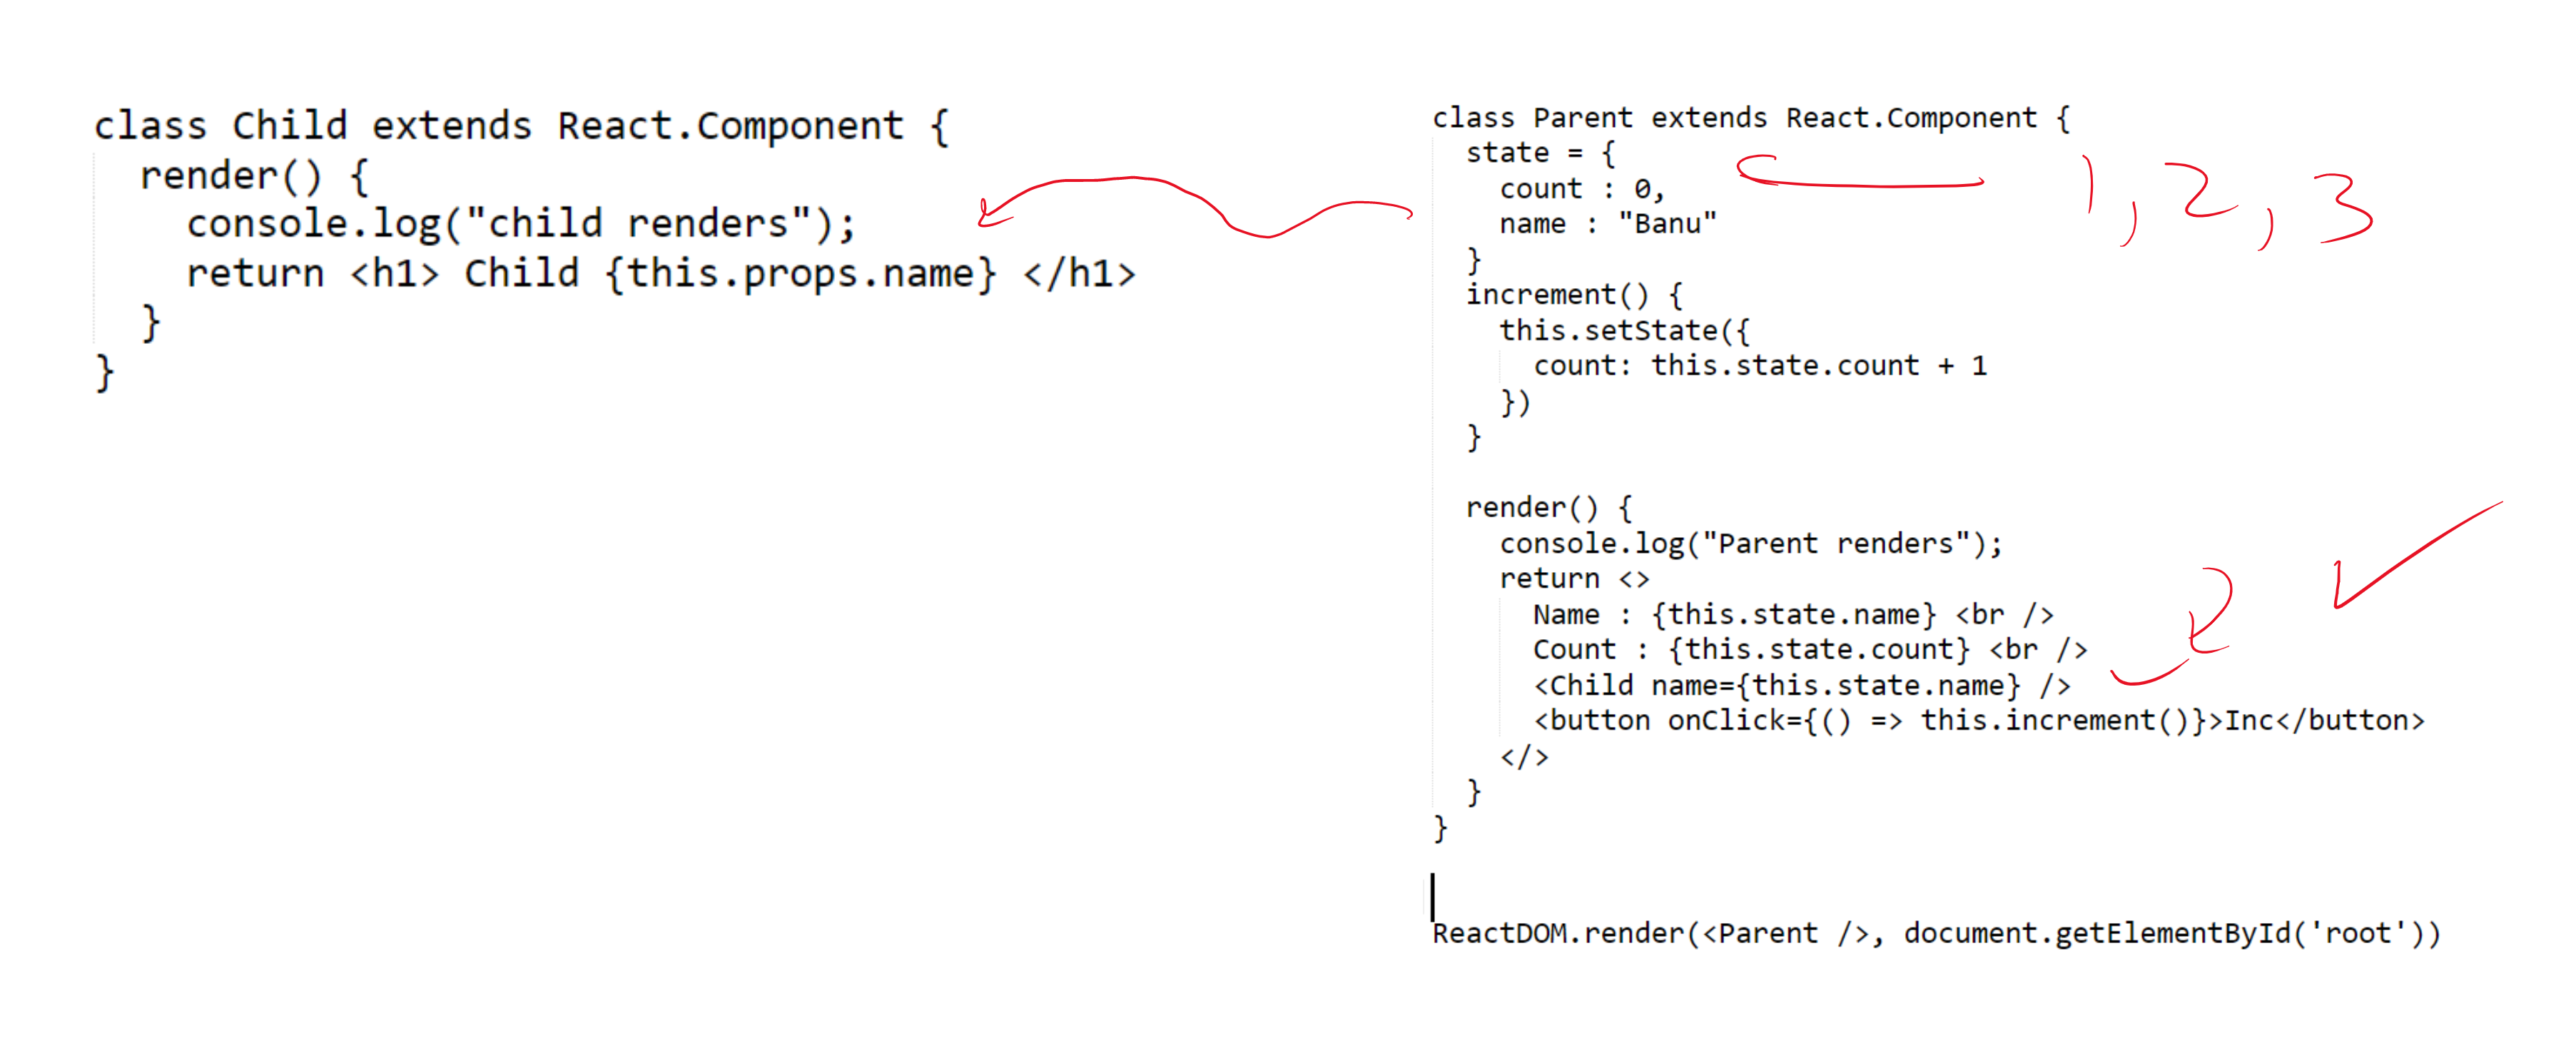 class Child extends React.Component {
  render() {
    console.log("child renders");
    return <h1> Child {this.props.name} </h1>
  }
}
class Parent extends React.Component {
  state = {
    count : 0,
    name : "Banu"
  }
  increment() {
    this.setState({
      count: this.state.count + 1
    })
  }
  render() {
    console.log("Parent renders");
    return <>
      Name : {this.state.name} <br />
      Count : {this.state.count} <br />
      <Child name={this.state.name} />
      <button onClick={() => this.increment()}>Inc</button>
    </>
  }
}
ReactDOM.render(<Parent />, document.getElementById('root'))
1, 2, 3